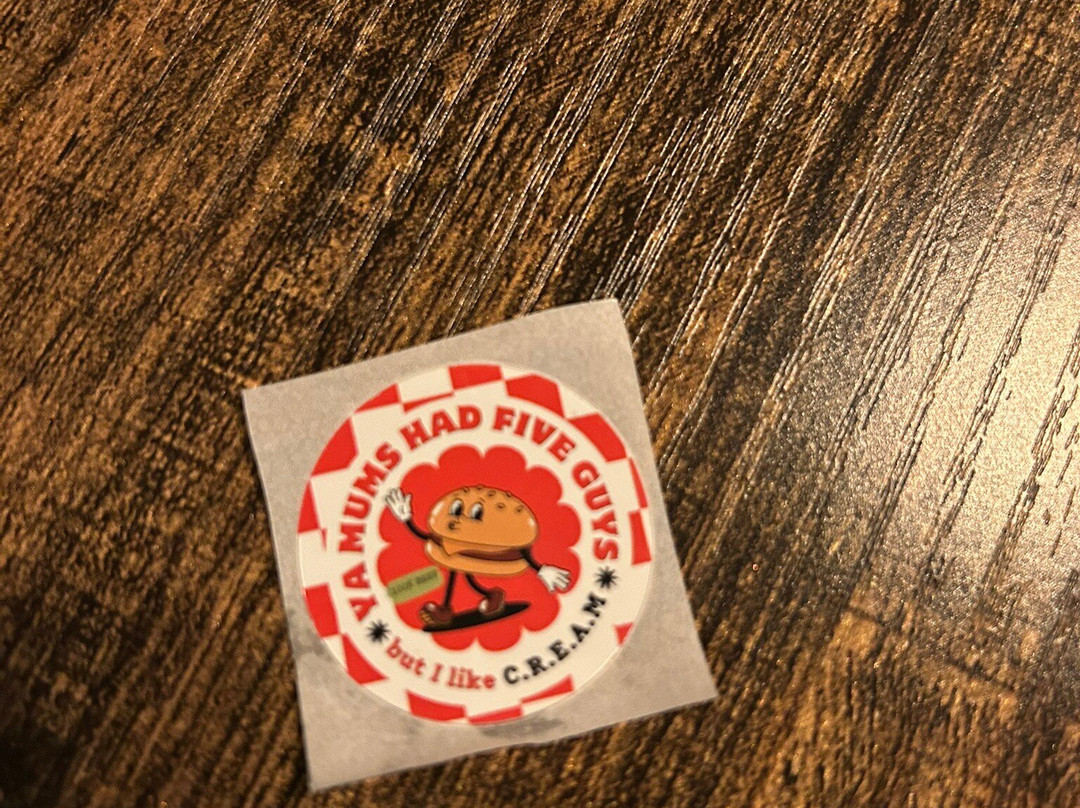 YA MUMS HAD FIVE GUYS
but I like C.R.E.A.M